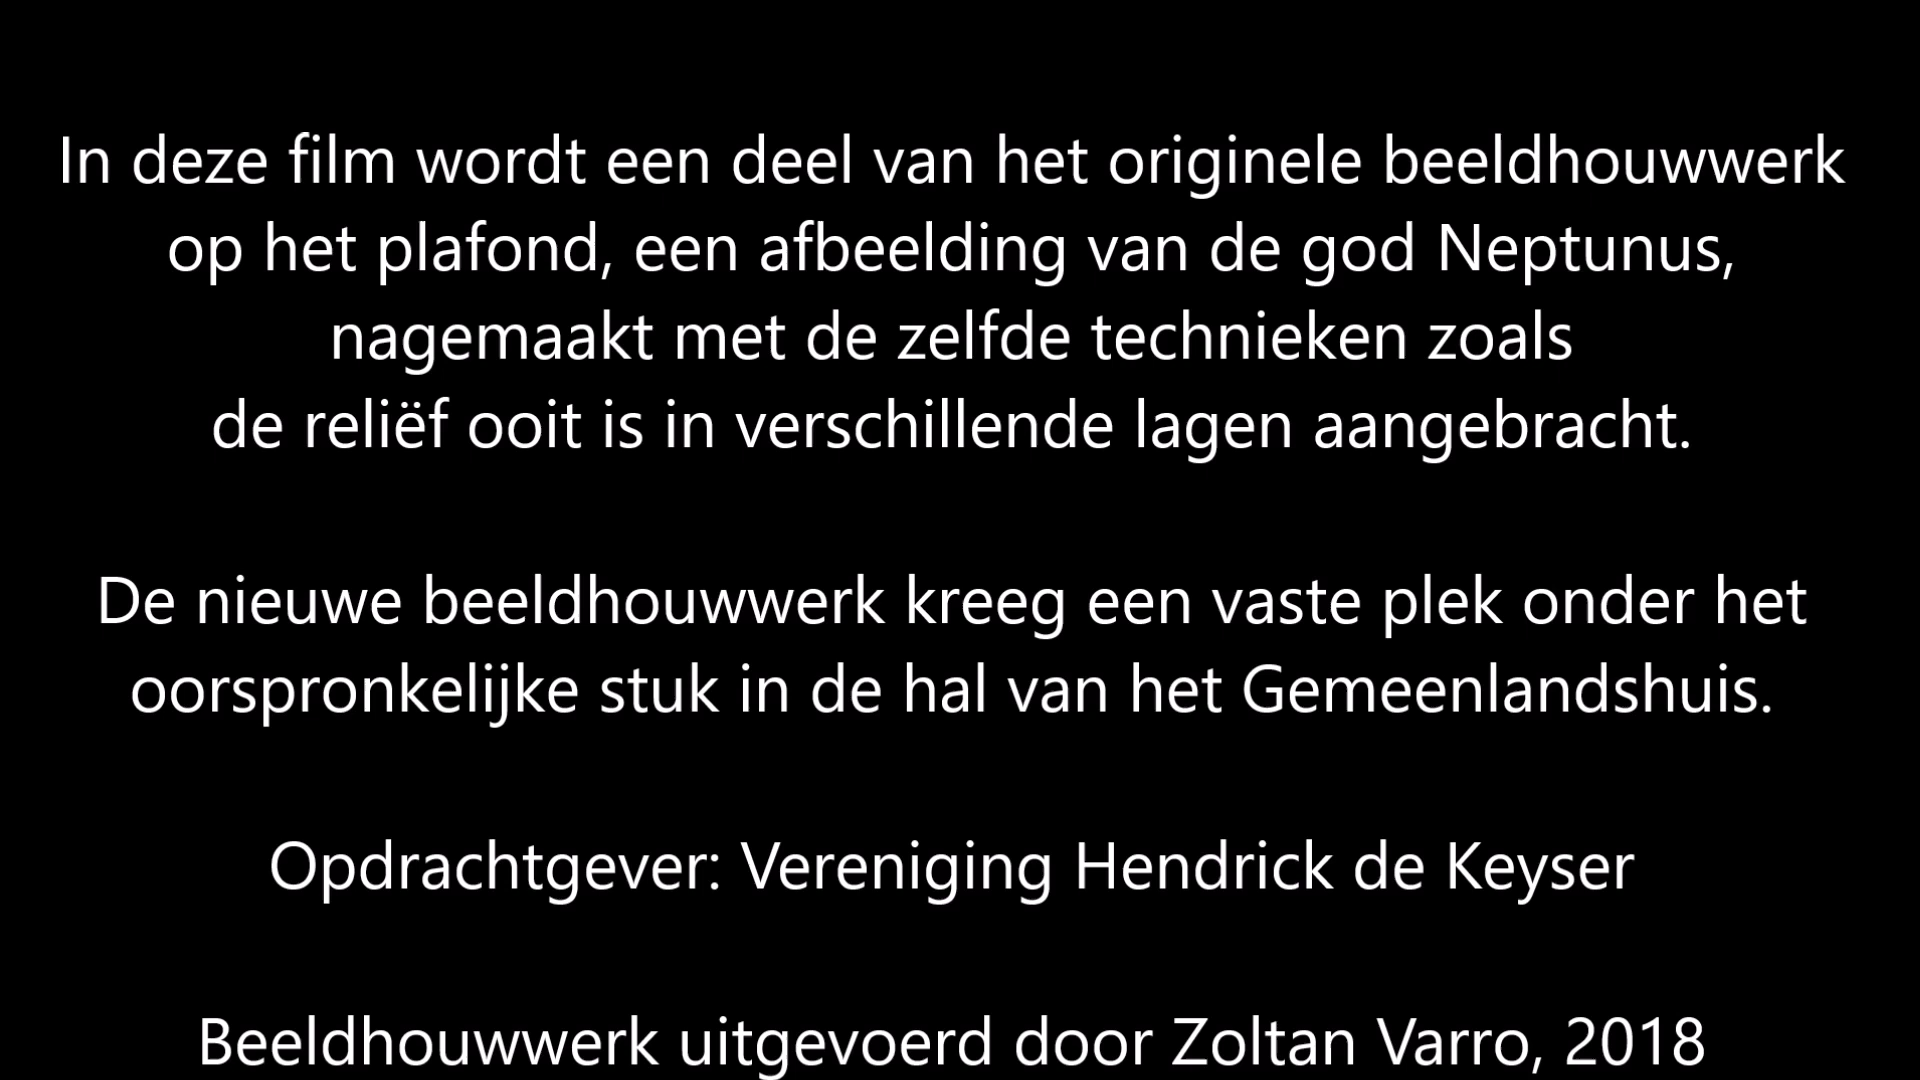 In deze film wordt een deel van het originele beeldhouwwerk
op het plafond, een afbeelding van de god Neptunus,
nagemaakt met de zelfde technieken zoals
de reliëf ooit is in verschillende lagen aangebracht.
De nieuwe beeldhouwwerk kreeg een vaste plek onder het
oorspronkelijke stuk in de hal van het Gemeenlandshuis.
Opdrachtgever: Vereniging Hendrick de Keyser
Beeldhouwwerk uitgevoerd door Zoltan Varro, 2018